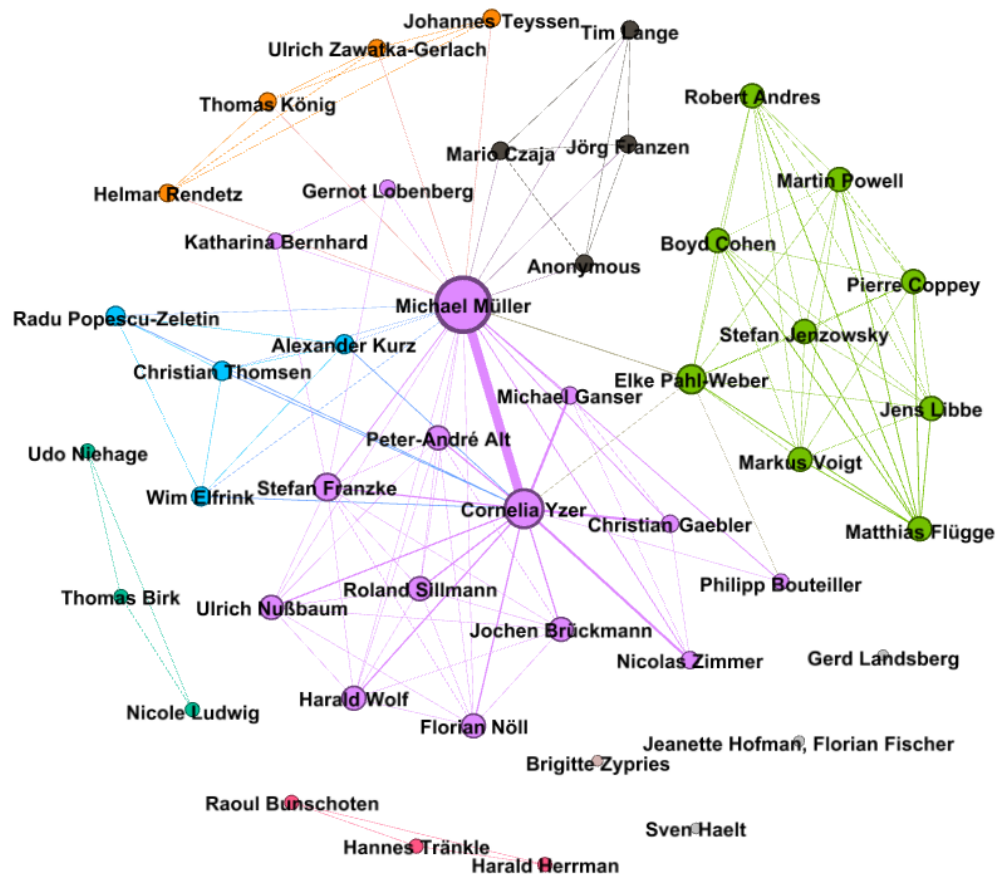 Johannes Teyssen
Tim Lange
Ulrich Zawatka-Gerlach
Robert Andres
Thomas König
Mario Czaja
Jörg Franzen
Martin Powell
Helmar Rendetz
Gernot Lobenberg
Katharina Bernhard
Boyd Cohen
Anonymous
Pierre Coppey
Michael Müller
Radu Popescu-Zeletin
Stefan Jenzowsky
Alexander Kurz
Christian Thomsen
Elke Pahl-Weber
Michael Ganser
Jens Libbe
Peter-André Alt
Udo Niehage
Markus Voigt
Stefan Franzke
Wim Elfrink
Cornelia Yzer
Christian Gaebler
Matthias Flügge
Philipp Bouteiller
Roland Sillmann
Thomas Birk
Ulrich Nußbaum
Jochen Brückmann
Nicolas Zimmer
Gerd Landsberg
Harald Wolf
Nicole Ludwig
Florian Nöll
Jeanette Hofman, Florian Fischer
Brigitte Zypries
Raoul Bunschoten
Sven Haelt
Hannes Tränkle
Harald Herrman